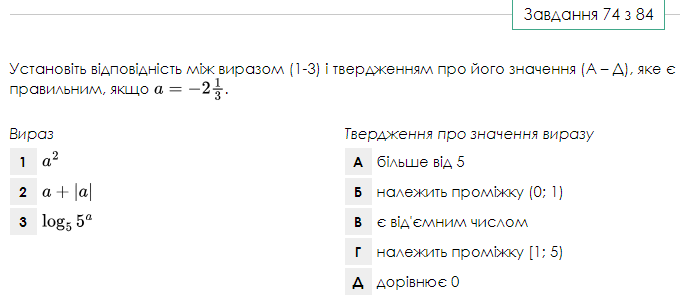 Завдання 74 з 84
Установіть відповідність між виразом (1-3) і твердженням про його значення (А – Д), яке є
правильним, якщо a = −2 1/3.
Вираз
1 a²
2 a + |a|
3 log₅ 5ᵃ
Твердження про значення виразу
А більше від 5
Б належить проміжку (0; 1)
В є від'ємним числом
Г належить проміжку [1; 5)
Д дорівнює 0